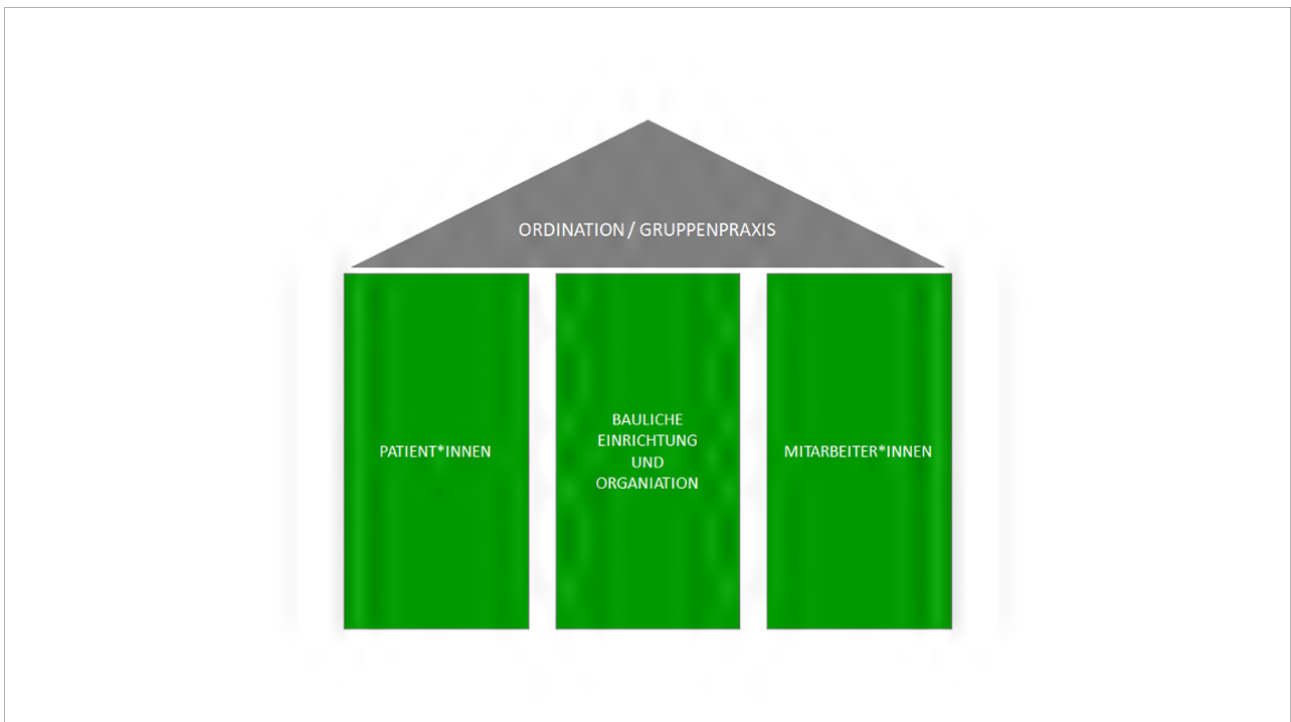 ORDINATION / GRUPPENPRAXIS
PATIENT*INNEN
BAULICHE
EINRICHTUNG
UND
ORGANIATION
MITARBEITER*INNEN